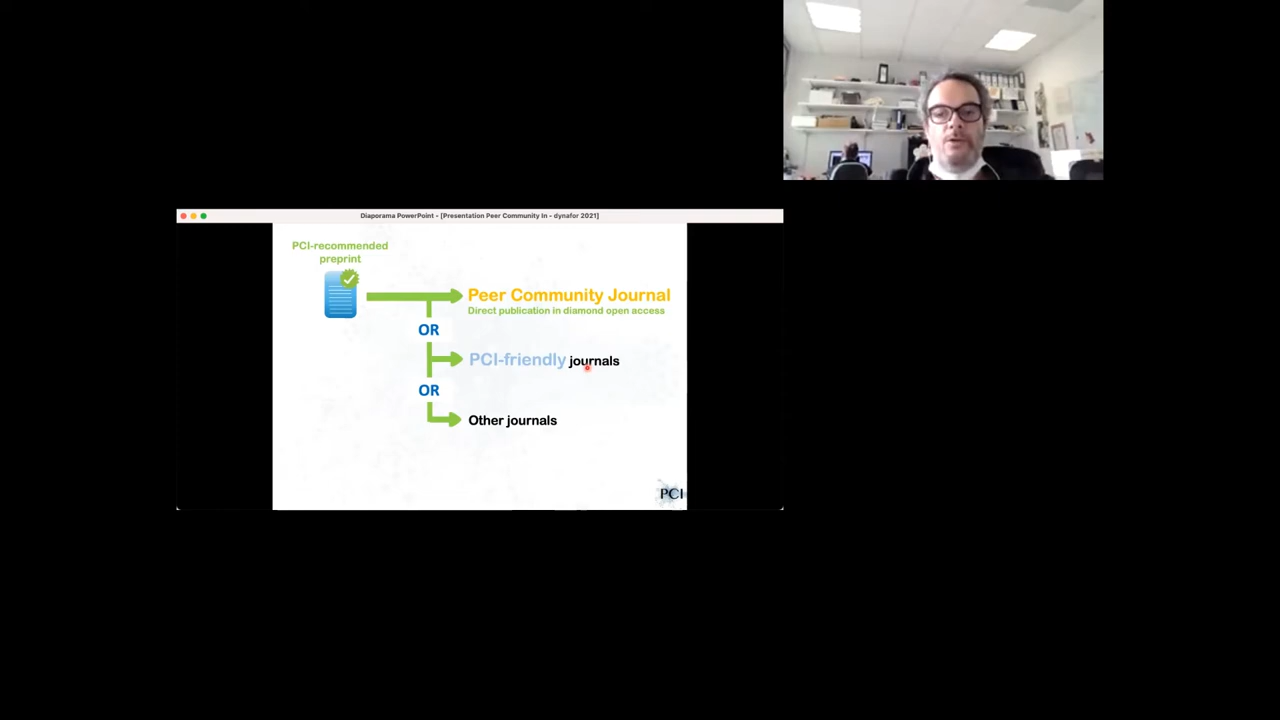 Diaporama PowerPoint - [Presentation Peer Community In - dynafor 2021]
PCI-recommended
preprint
Peer Community Journal
Direct publication in diamond open access
OR
PCI-friendly journals
OR
Other journals
PCI